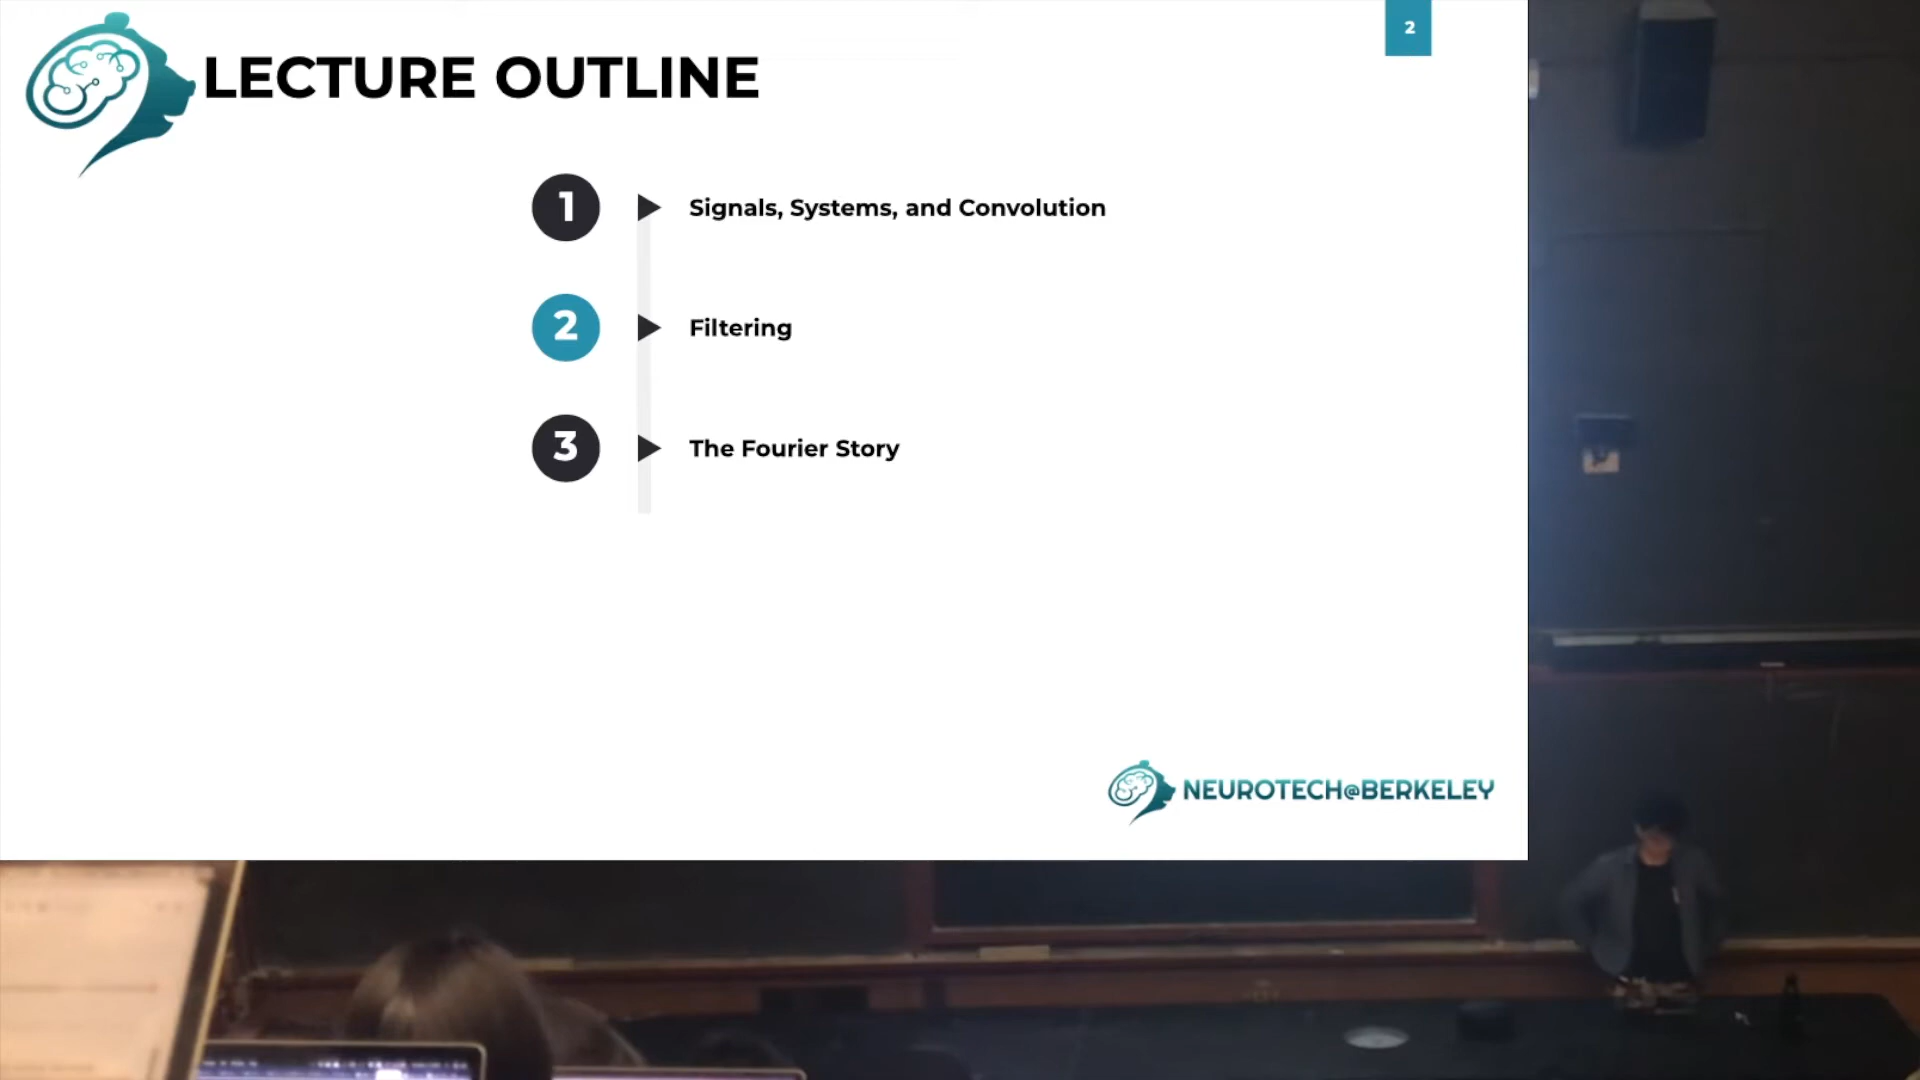 2
LECTURE OUTLINE
1 Signals, Systems, and Convolution
2 Filtering
3 The Fourier Story
NEUROTECH@BERKELEY